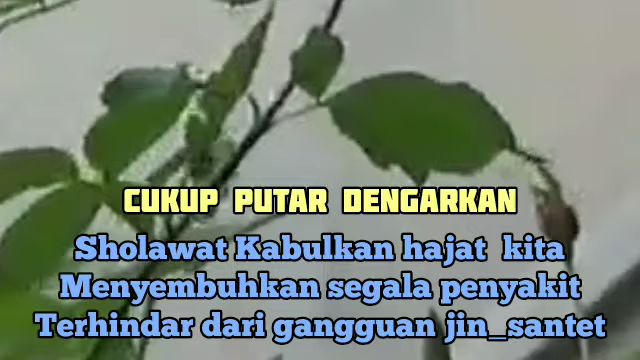 CUKUP PUTAR DENGARKAN
Sholawat Kabulkan hajat kita
Menyembuhkan segala penyakit
Terhindar dari gangguan jin_santet